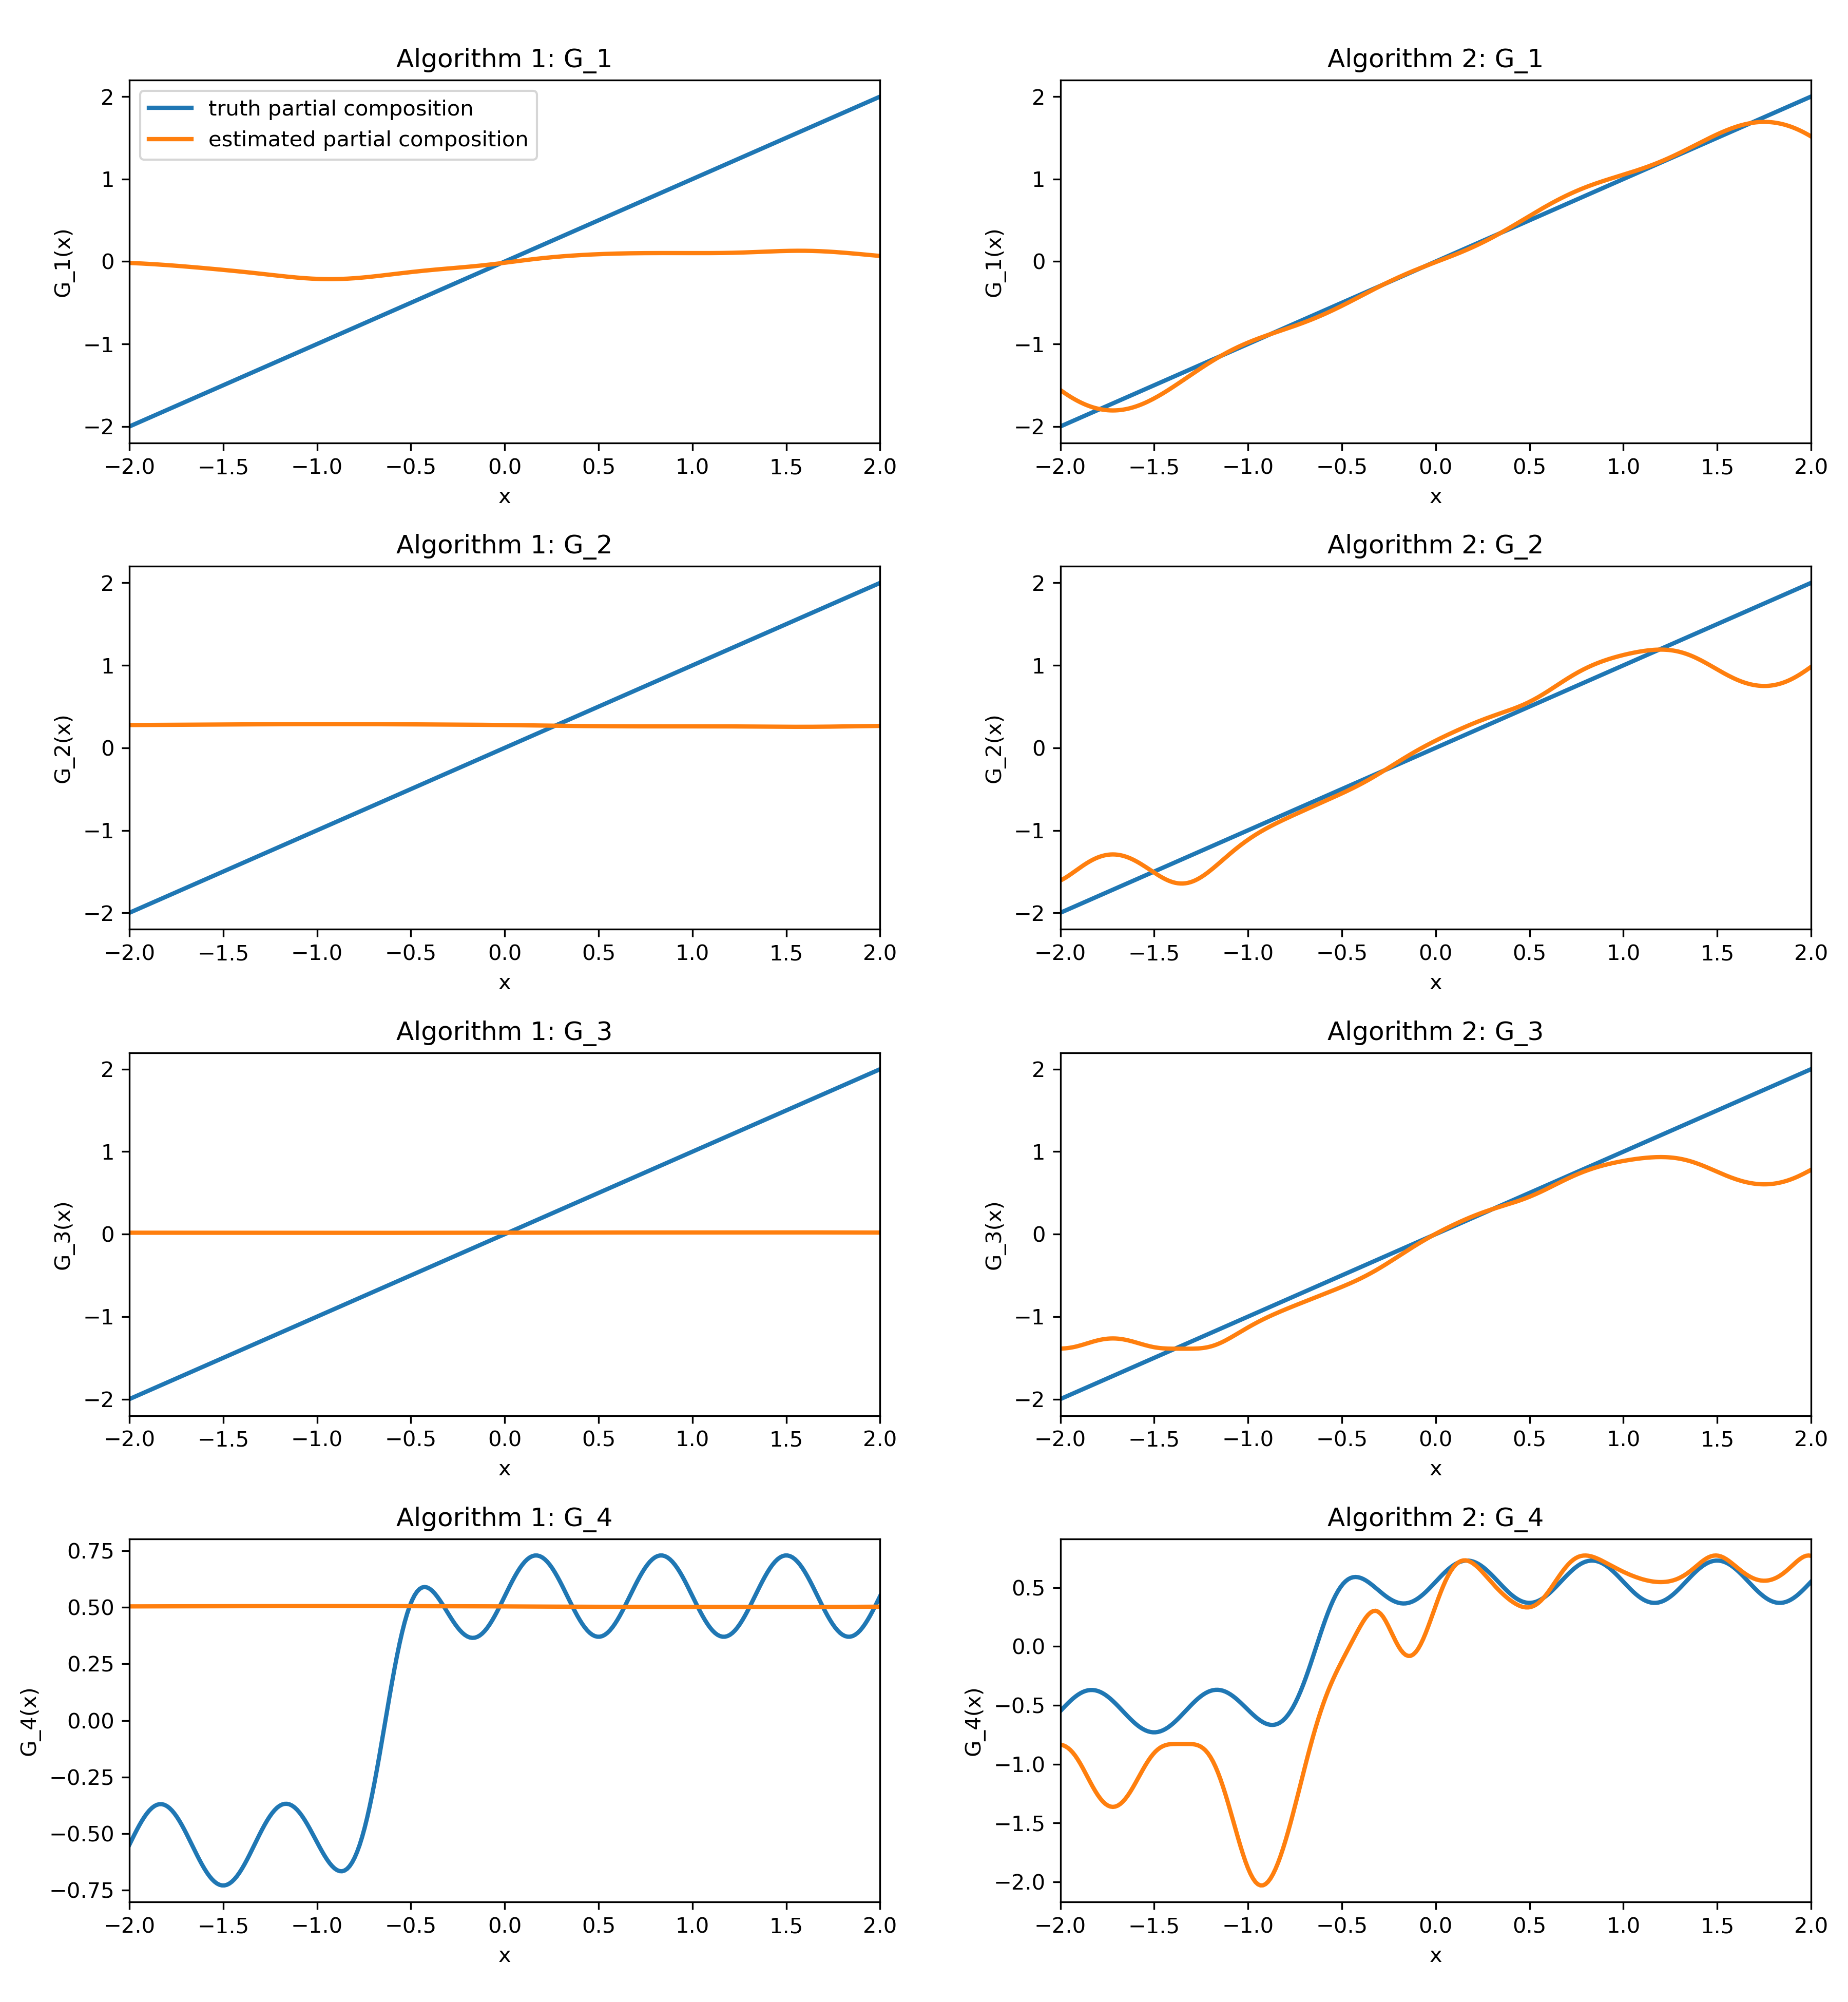 Algorithm 1: G_1
truth partial composition
estimated partial composition
G_1(x)
2
1
0
−1
−2
−2.0 −1.5 −1.0 −0.5 0.0 0.5 1.0 1.5 2.0
x
Algorithm 2: G_1
G_1(x)
2
1
0
−1
−2
−2.0 −1.5 −1.0 −0.5 0.0 0.5 1.0 1.5 2.0
x
Algorithm 1: G_2
G_2(x)
2
1
0
−1
−2
−2.0 −1.5 −1.0 −0.5 0.0 0.5 1.0 1.5 2.0
x
Algorithm 2: G_2
G_2(x)
2
1
0
−1
−2
−2.0 −1.5 −1.0 −0.5 0.0 0.5 1.0 1.5 2.0
x
Algorithm 1: G_3
G_3(x)
2
1
0
−1
−2
−2.0 −1.5 −1.0 −0.5 0.0 0.5 1.0 1.5 2.0
x
Algorithm 2: G_3
G_3(x)
2
1
0
−1
−2
−2.0 −1.5 −1.0 −0.5 0.0 0.5 1.0 1.5 2.0
x
Algorithm 1: G_4
G_4(x)
0.75
0.50
0.25
0.00
−0.25
−0.50
−0.75
−2.0 −1.5 −1.0 −0.5 0.0 0.5 1.0 1.5 2.0
x
Algorithm 2: G_4
G_4(x)
0.5
0.0
−0.5
−1.0
−1.5
−2.0
−2.0 −1.5 −1.0 −0.5 0.0 0.5 1.0 1.5 2.0
x